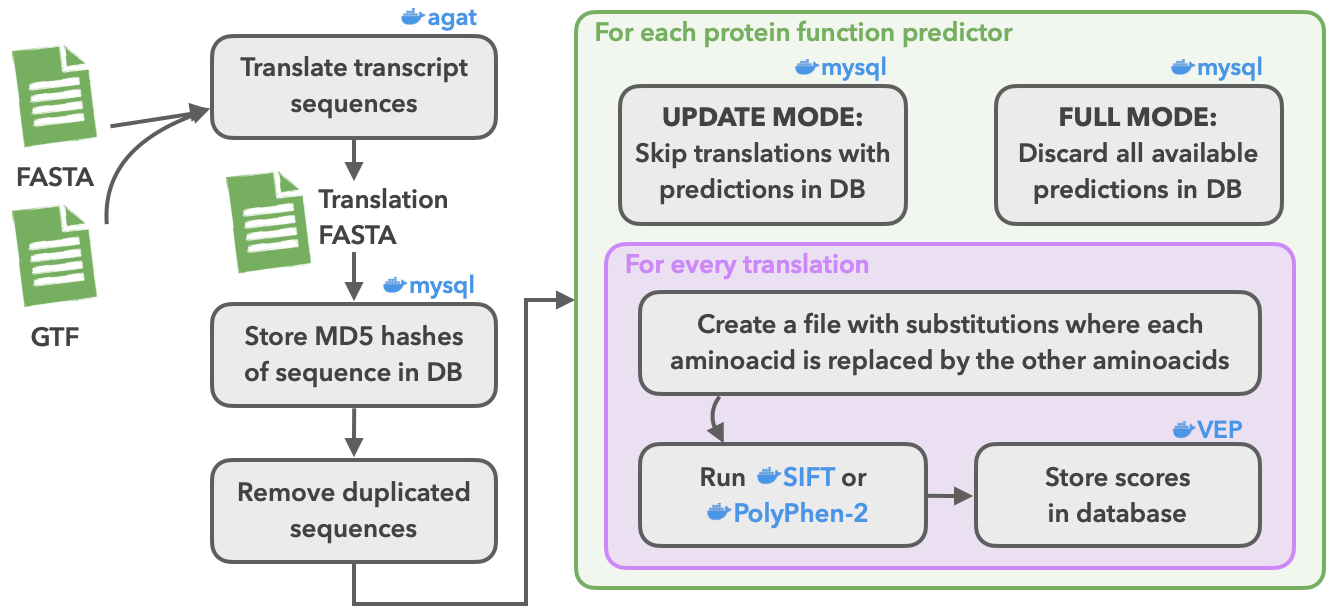 agat
Translate transcript
sequences
FASTA
GTF
Translation
FASTA
mysql
Store MD5 hashes
of sequence in DB
Remove duplicated
sequences
For each protein function predictor
mysql
UPDATE MODE:
Skip translations with
predictions in DB
mysql
FULL MODE:
Discard all available
predictions in DB
For every translation
Create a file with substitutions where each
aminoacid is replaced by the other aminoacids
Run SIFT or
PolyPhen-2
VEP
Store scores
in database